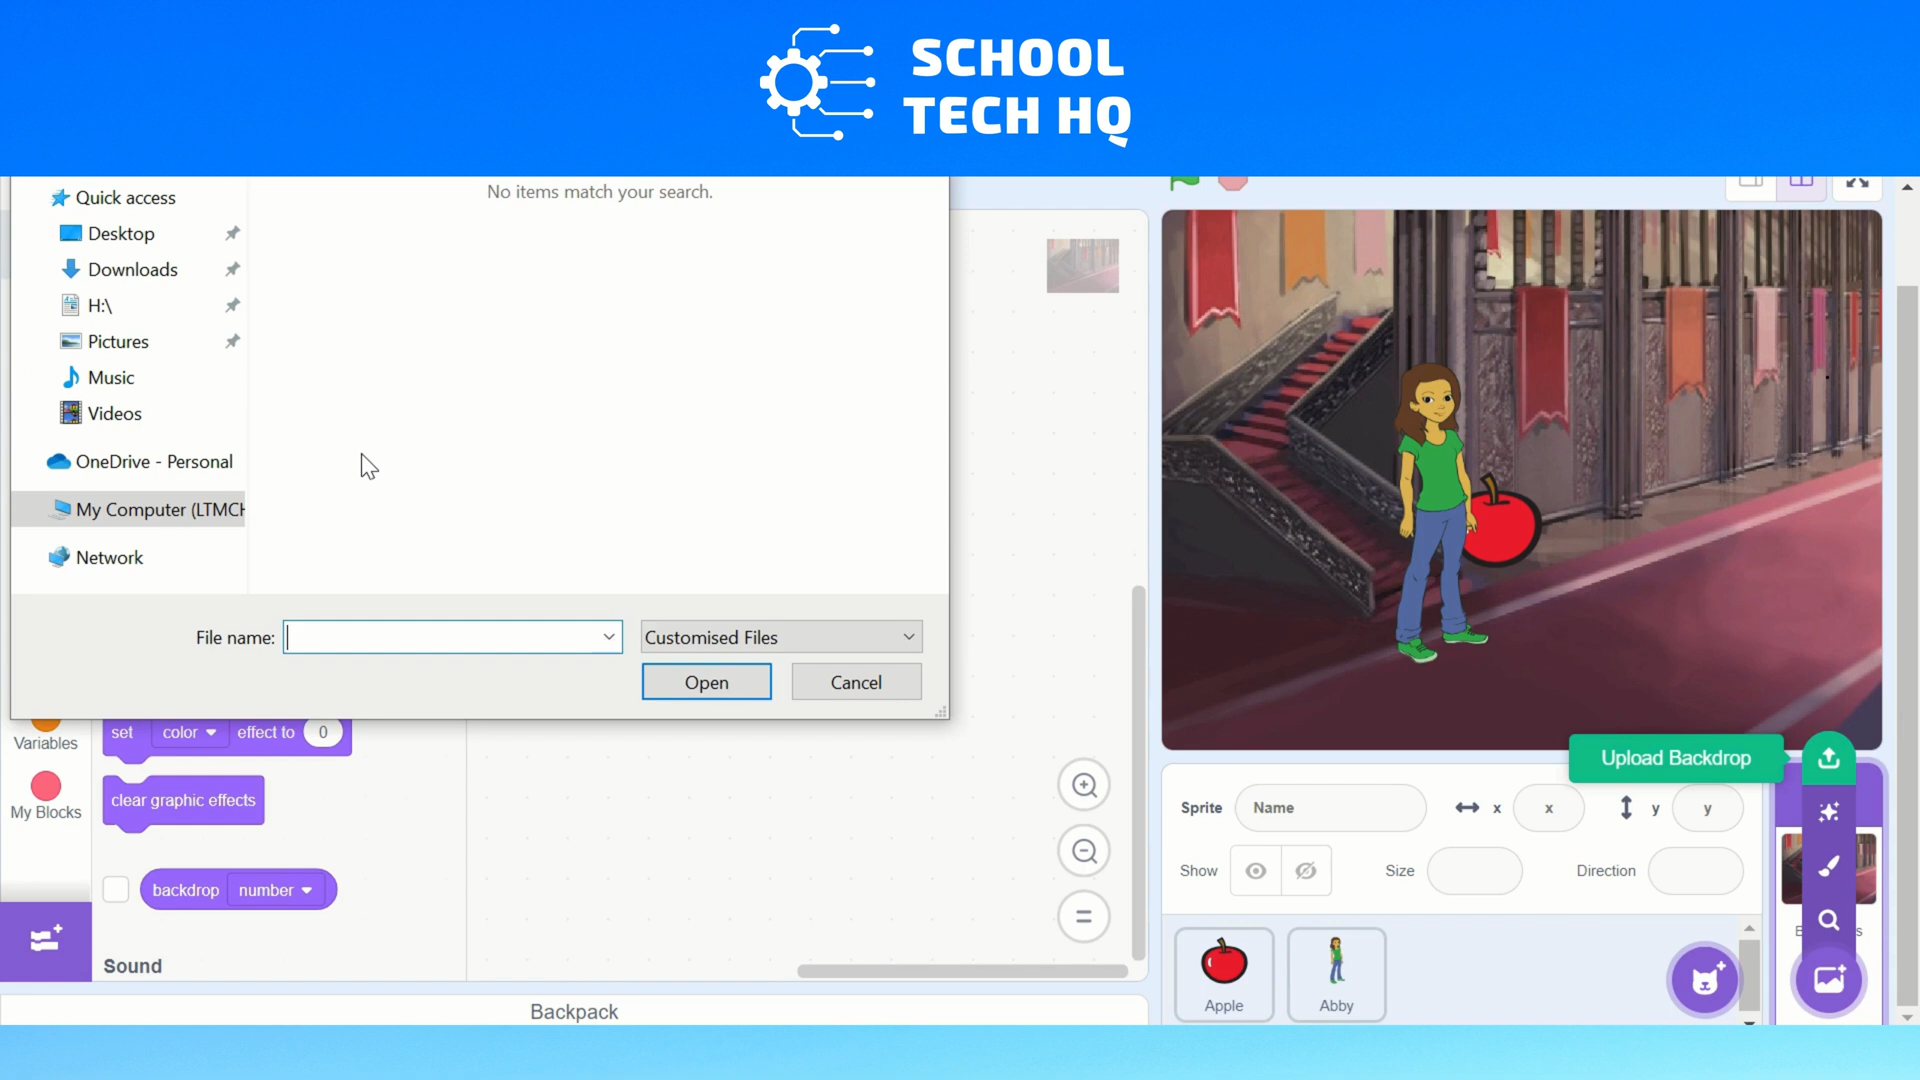 SCHOOL
TECH HQ
Quick access
Desktop
Downloads
H:\
Pictures
Music
Videos
OneDrive - Personal
My Computer (LTMCH
Network
No items match your search.
File name:
Customised Files
Open
Cancel
Variables
My Blocks
set color effect to 0
clear graphic effects
backdrop number
Sound
Backpack
Upload Backdrop
Sprite Name x x y y
Show Size Direction
Apple
Abby